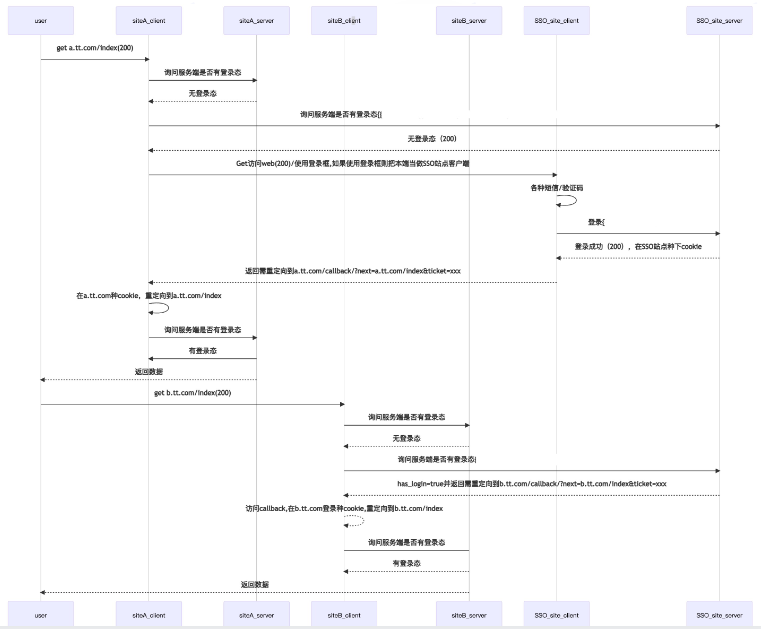 user siteA_client siteA_server siteB_client siteB_server SSO_site_client SSO_site_server
get a.tt.com/index(200)
询问服务端是否有登录态
无登录态
询问服务端是否有登录态{|
无登录态（200）
Get访问web(200)/使用登录框,如果使用登录框则把本端当做SSO站点客户端
各种短信/验证码
登录{
登录成功（200），在SSO站点种下cookie
返回需重定向到a.tt.com/callback/?next=a.tt.com/index&ticket=xxx
在a.tt.com种cookie，重定向到a.tt.com/index
询问服务端是否有登录态
有登录态
返回数据
get b.tt.com/index(200)
询问服务端是否有登录态
无登录态
询问服务端是否有登录态|
has_login=true并返回需重定向到b.tt.com/callback/?next=b.tt.com/index&ticket=xxx
访问callback,在b.tt.com登录种cookie,重定向到b.tt.com/index
询问服务端是否有登录态
有登录态
返回数据
user siteA_client siteA_server siteB_client siteB_server SSO_site_client SSO_site_server